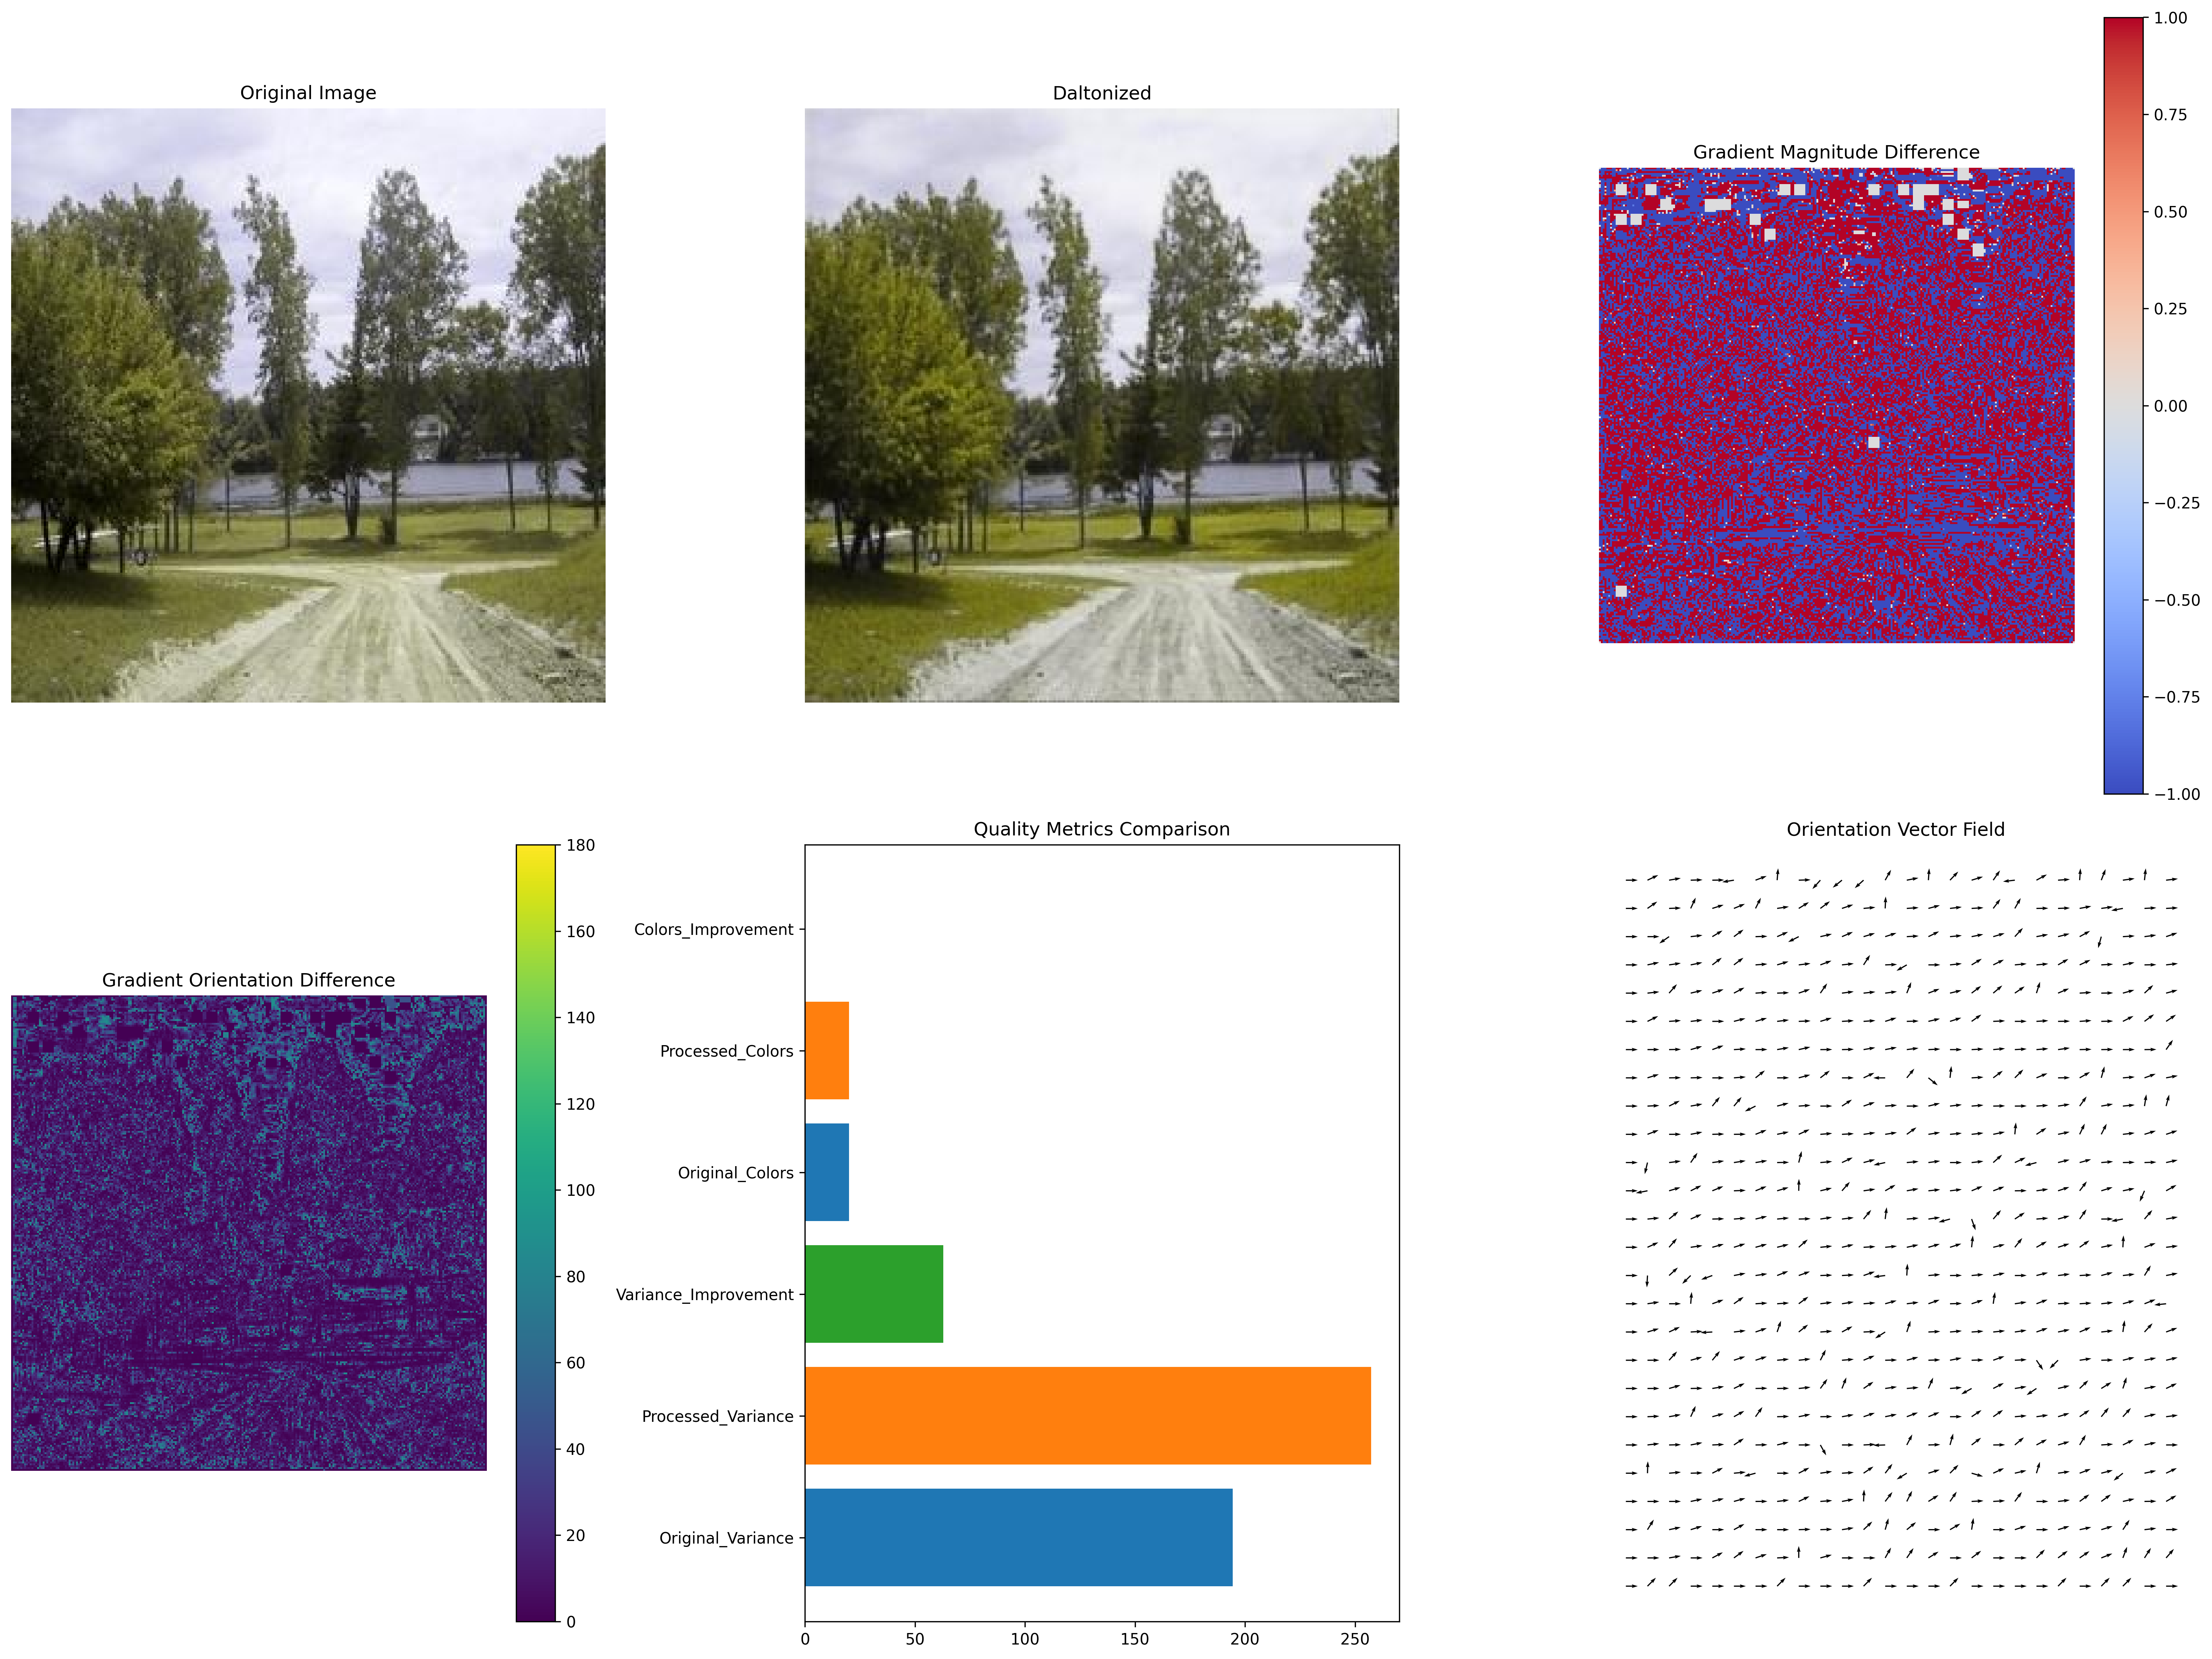 Original Image
Daltonized
Gradient Magnitude Difference
1.00
0.75
0.50
0.25
0.00
−0.25
−0.50
−0.75
−1.00
Gradient Orientation Difference
180
160
140
120
100
80
60
40
20
0
Quality Metrics Comparison
Colors_Improvement
Processed_Colors
Original_Colors
Variance_Improvement
Processed_Variance
Original_Variance
0 50 100 150 200 250
Orientation Vector Field